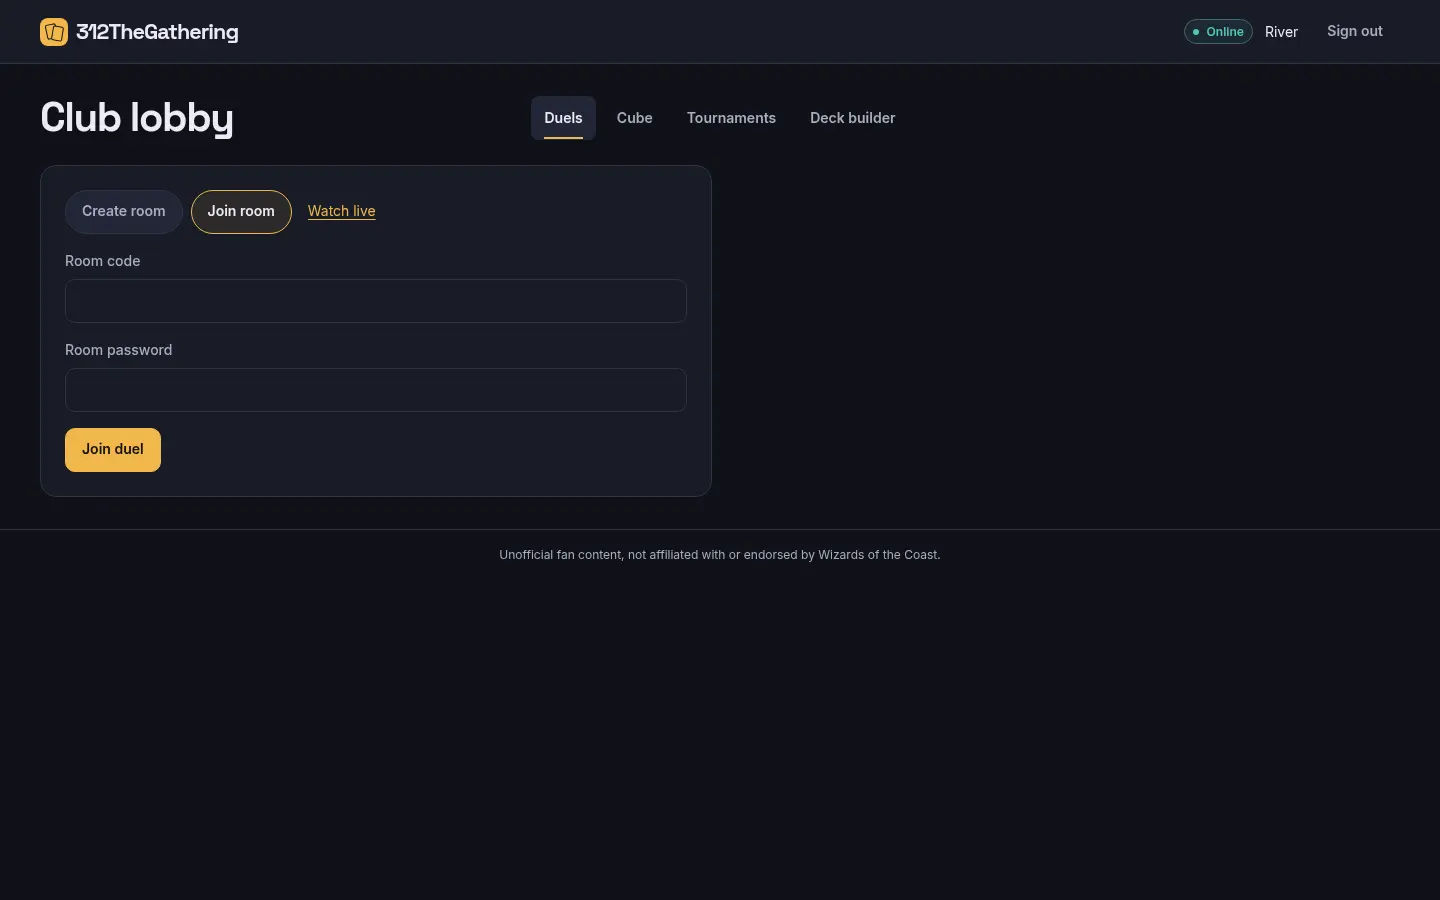 312TheGathering
Online
River
Sign out
Club lobby
Duels
Cube
Tournaments
Deck builder
Create room
Join room
Watch live
Room code
Room password
Join duel
Unofficial fan content, not affiliated with or endorsed by Wizards of the Coast.